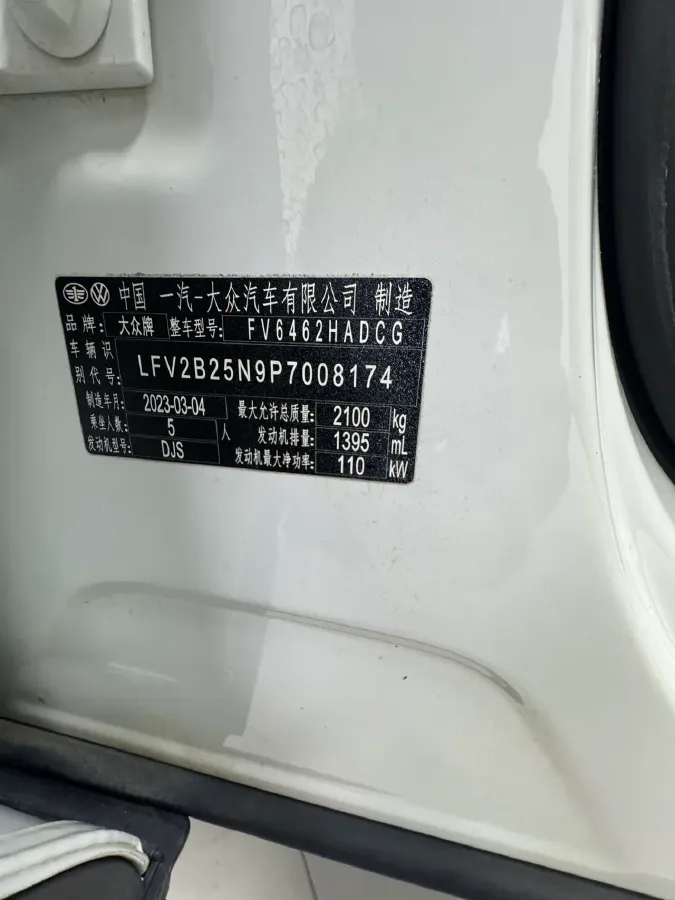 中国 一汽-大众汽车有限公司 制造
品牌: 大众牌 整车型号: FV6462HADCG
车辆识
别代号: LFV2B25N9P7008174
制造年月: 2023-03-04 最大允许总质量: 2100 kg
乘坐人数: 5 人 发动机排量: 1395 mL
发动机型号: DJS 发动机最大净功率: 110 kW